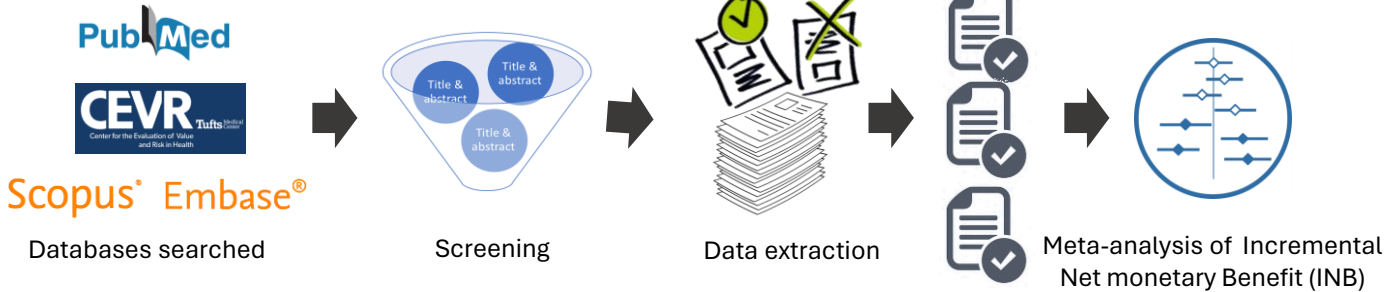 PubMed
CEVR Tufts Medical Center
Center for the Evaluation of Value
and Risk in Health
Scopus® Embase®
Databases searched
Title &
abstract
Title &
abstract
Title &
abstract
Screening
Data extraction
Meta-analysis of Incremental
Net monetary Benefit (INB)